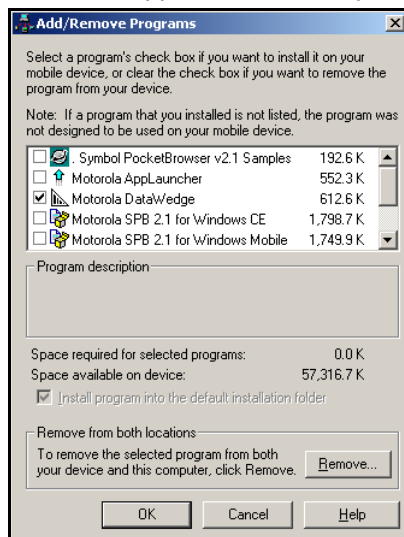 Add/Remove Programs
Select a program's check box if you want to install it on your
mobile device, or clear the check box if you want to remove the
program from your device.
Note: If a program that you installed is not listed, the program was
not designed to be used on your mobile device.
. Symbol PocketBrowser v2.1 Samples 192.6 K
Motorola AppLauncher 552.3 K
Motorola DataWedge 612.6 K
Motorola SPB 2.1 for Windows CE 1,798.7 K
Motorola SPB 2.1 for Windows Mobile 1,749.9 K
Program description
Space required for selected programs: 0.0 K
Space available on device: 57,316.7 K
Install program into the default installation folder
Remove from both locations
To remove the selected program from both
your device and this computer, click Remove.
Remove...
OK Cancel Help